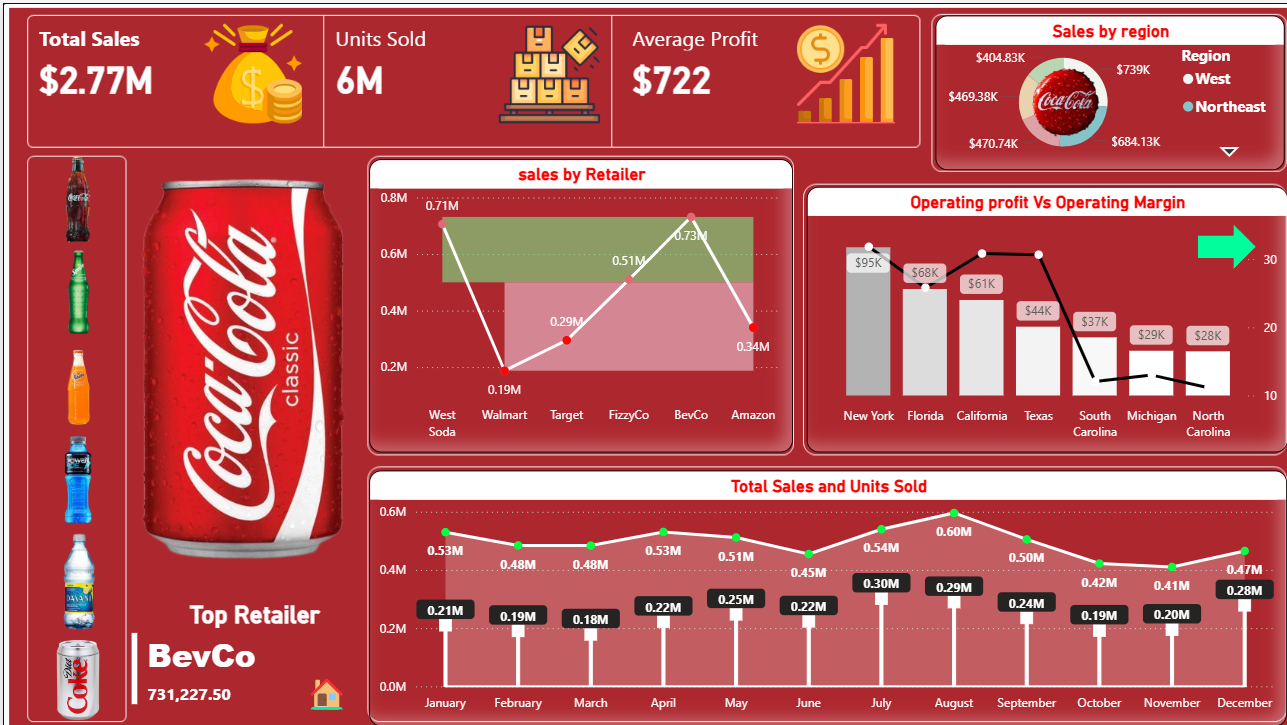 Total Sales
$2.77M
Units Sold
6M
Average Profit
$722
Sales by region
$404.83K
$739K
$469.38K
$470.74K
$684.13K
Coca-Cola
Region
West
Northeast
Coca-Cola
classic
sales by Retailer
0.8M
0.6M
0.4M
0.2M
0.71M
0.19M
0.29M
0.51M
0.73M
0.34M
West Soda
Walmart
Target
FizzyCo
BevCo
Amazon
Operating profit Vs Operating Margin
$95K
$68K
$61K
$44K
$37K
$29K
$28K
30
20
10
New York
Florida
California
Texas
South Carolina
Michigan
North Carolina
Total Sales and Units Sold
0.6M
0.4M
0.2M
0.0M
0.53M
0.48M
0.48M
0.53M
0.51M
0.45M
0.54M
0.60M
0.50M
0.42M
0.41M
0.47M
0.21M
0.19M
0.18M
0.22M
0.25M
0.22M
0.30M
0.29M
0.24M
0.19M
0.20M
0.28M
January
February
March
April
May
June
July
August
September
October
November
December
Top Retailer
BevCo
731,227.50
Diet
Coke